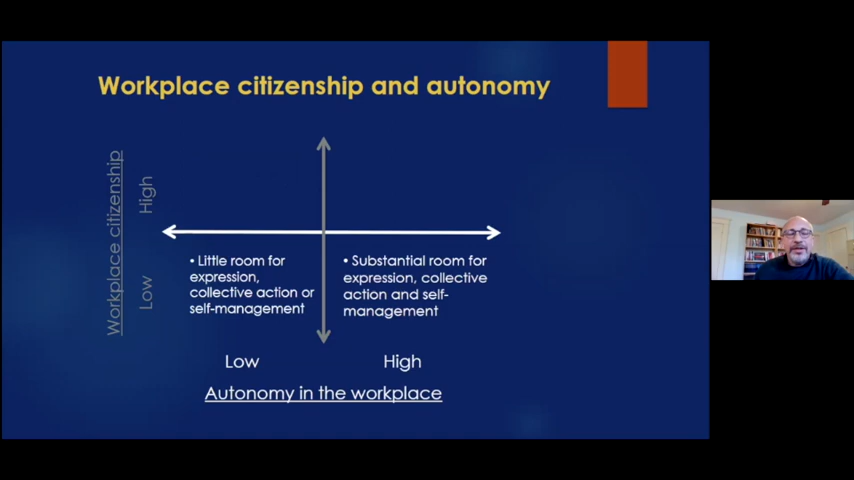 Workplace citizenship and autonomy
Workplace citizenship
High
Low
• Little room for
expression,
collective action or
self-management
• Substantial room for
expression, collective
action and self-
management
Low
High
Autonomy in the workplace